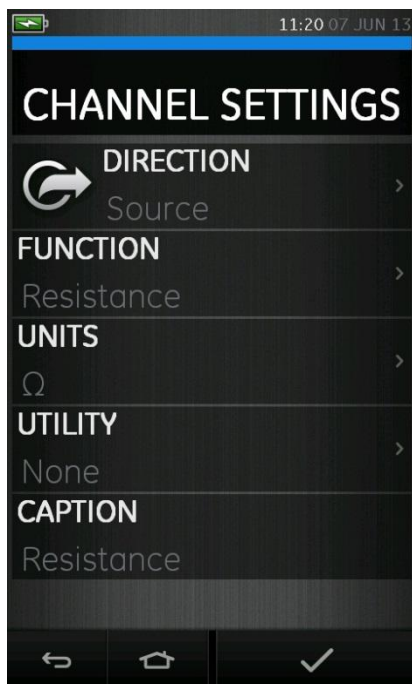 11:20 07 JUN 13
CHANNEL SETTINGS
DIRECTION
Source
FUNCTION
Resistance
UNITS
Ω
UTILITY
None
CAPTION
Resistance